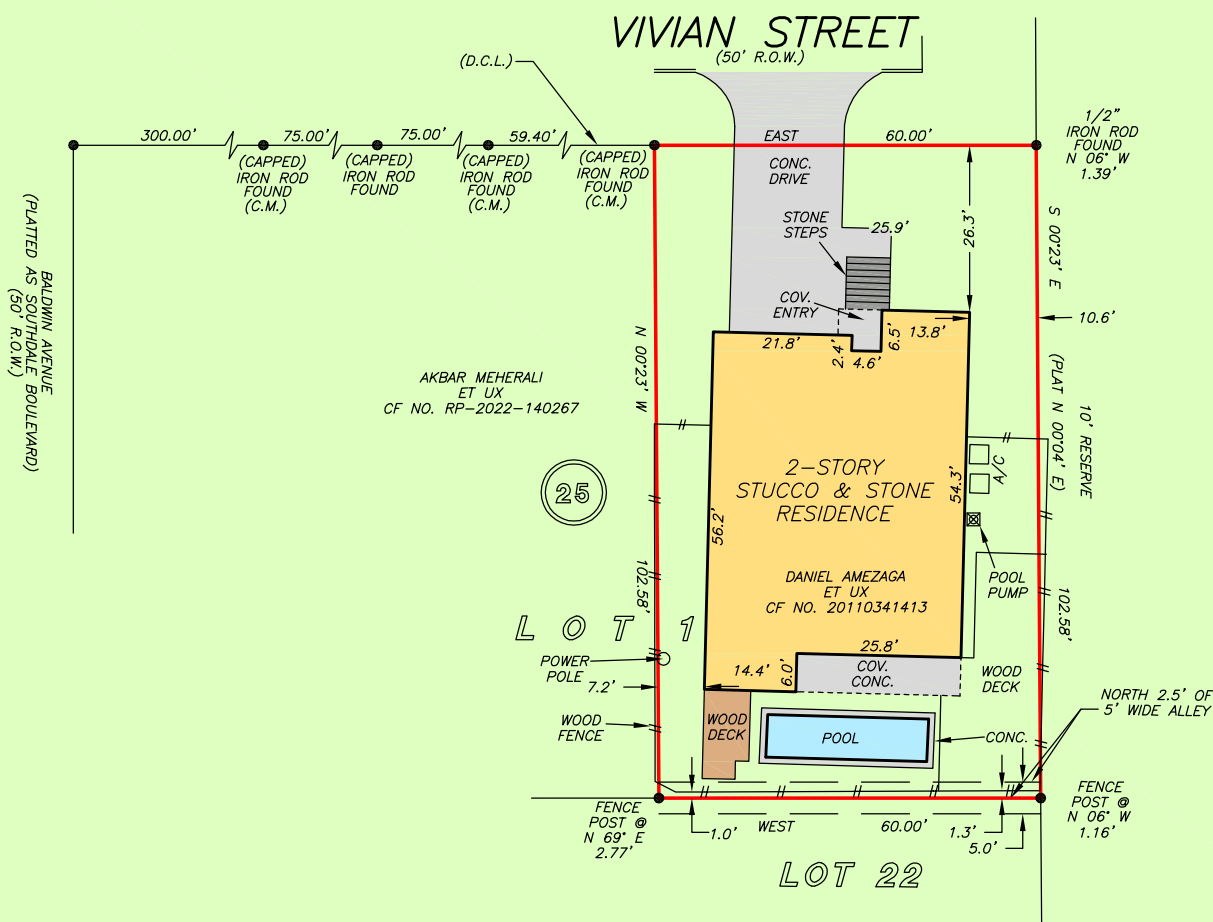 VIVIAN STREET
(50' R.O.W.)
(D.C.L.)
300.00'
75.00'
75.00'
59.40'
EAST
60.00'
1/2"
IRON ROD
FOUND
N 06° W
1.39'
(CAPPED)
IRON ROD
FOUND
(C.M.)
(CAPPED)
IRON ROD
FOUND
(CAPPED)
IRON ROD
FOUND
(C.M.)
(CAPPED)
IRON ROD
FOUND
(C.M.)
CONC.
DRIVE
STONE
STEPS
25.9'
26.3'
S 00°23' E
BALDWIN AVENUE
(PLATTED AS SOUTHDALE BOULEVARD)
(50' R.O.W.)
COV.
ENTRY
10.6'
21.8'
2.4'
4.6'
6.5'
13.8'
N 00°23' W
(PLAT N 00°04' E)
10' RESERVE
AKBAR MEHERALI
ET UX
CF NO. RP-2022-140267
25
2-STORY
STUCCO & STONE
RESIDENCE
A/C
54.3'
56.2'
DANIEL AMEZAGA
ET UX
CF NO. 20110341413
POOL
PUMP
102.58'
102.58'
LOT 1
POWER
POLE
7.2'
14.4'
6.0'
25.8'
COV.
CONC.
WOOD
DECK
NORTH 2.5' OF
5' WIDE ALLEY
WOOD
FENCE
WOOD
DECK
POOL
CONC.
FENCE
POST @
N 69° E
2.77'
1.0'
WEST
60.00'
1.3'
5.0'
FENCE
POST @
N 06° W
1.16'
LOT 22